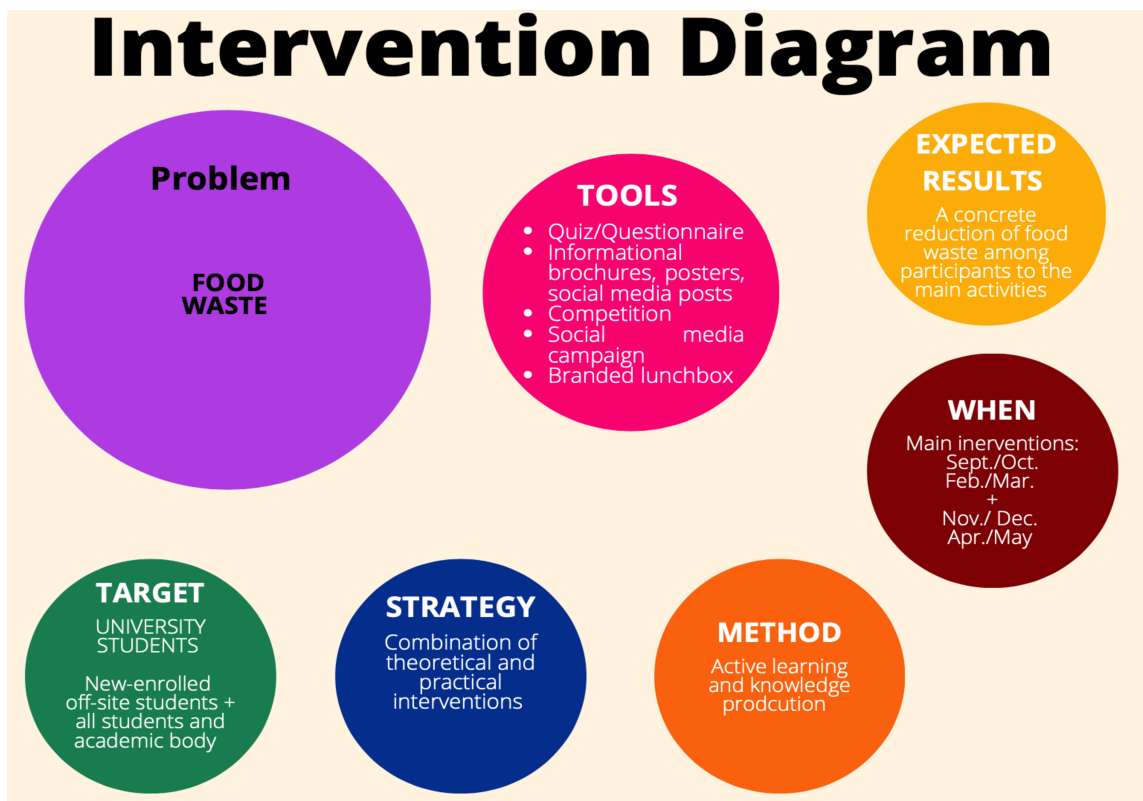 Intervention Diagram
Problem
FOOD
WASTE
TOOLS
• Quiz/Questionnaire
• Informational
brochures, posters,
social media posts
• Competition
• Social media
campaign
• Branded lunchbox
EXPECTED
RESULTS
A concrete
reduction of food
waste among
participants to the
main activities
WHEN
Main inerventions:
Sept./Oct.
Feb./Mar.
+
Nov./ Dec.
Apr./May
TARGET
UNIVERSITY
STUDENTS
New-enrolled
off-site students +
all students and
academic body
STRATEGY
Combination of
theoretical and
practical
interventions
METHOD
Active learning
and knowledge
prodcution